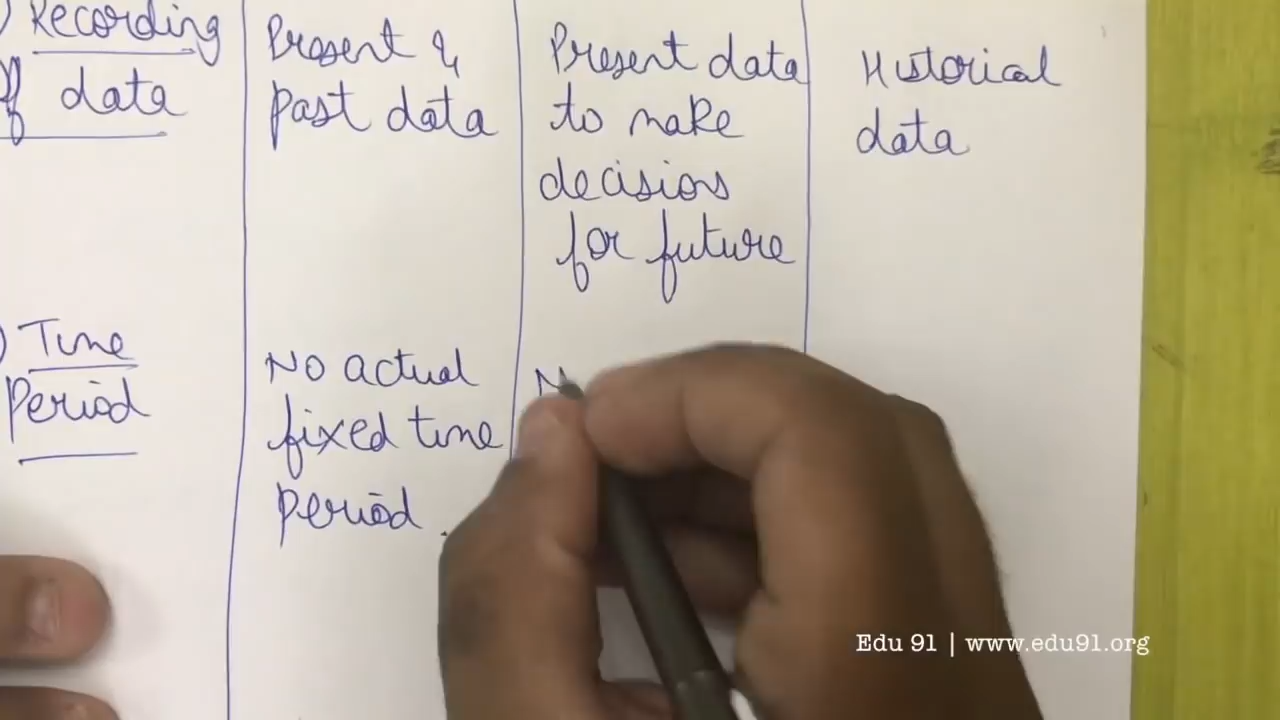 ) Recording
of data
Present &
Past data
Present data
to make
decisions
for future
Historical
data
) Time
Period
No actual
fixed time
period.
N
Edu 91 | www.edu91.org